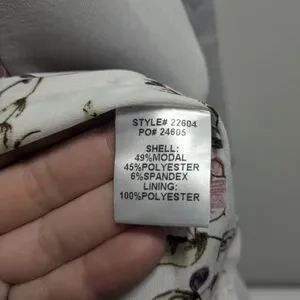 STYLE# 22604
PO# 24605
SHELL:
49%MODAL
45%POLYESTER
6%SPANDEX
LINING:
100%POLYESTER